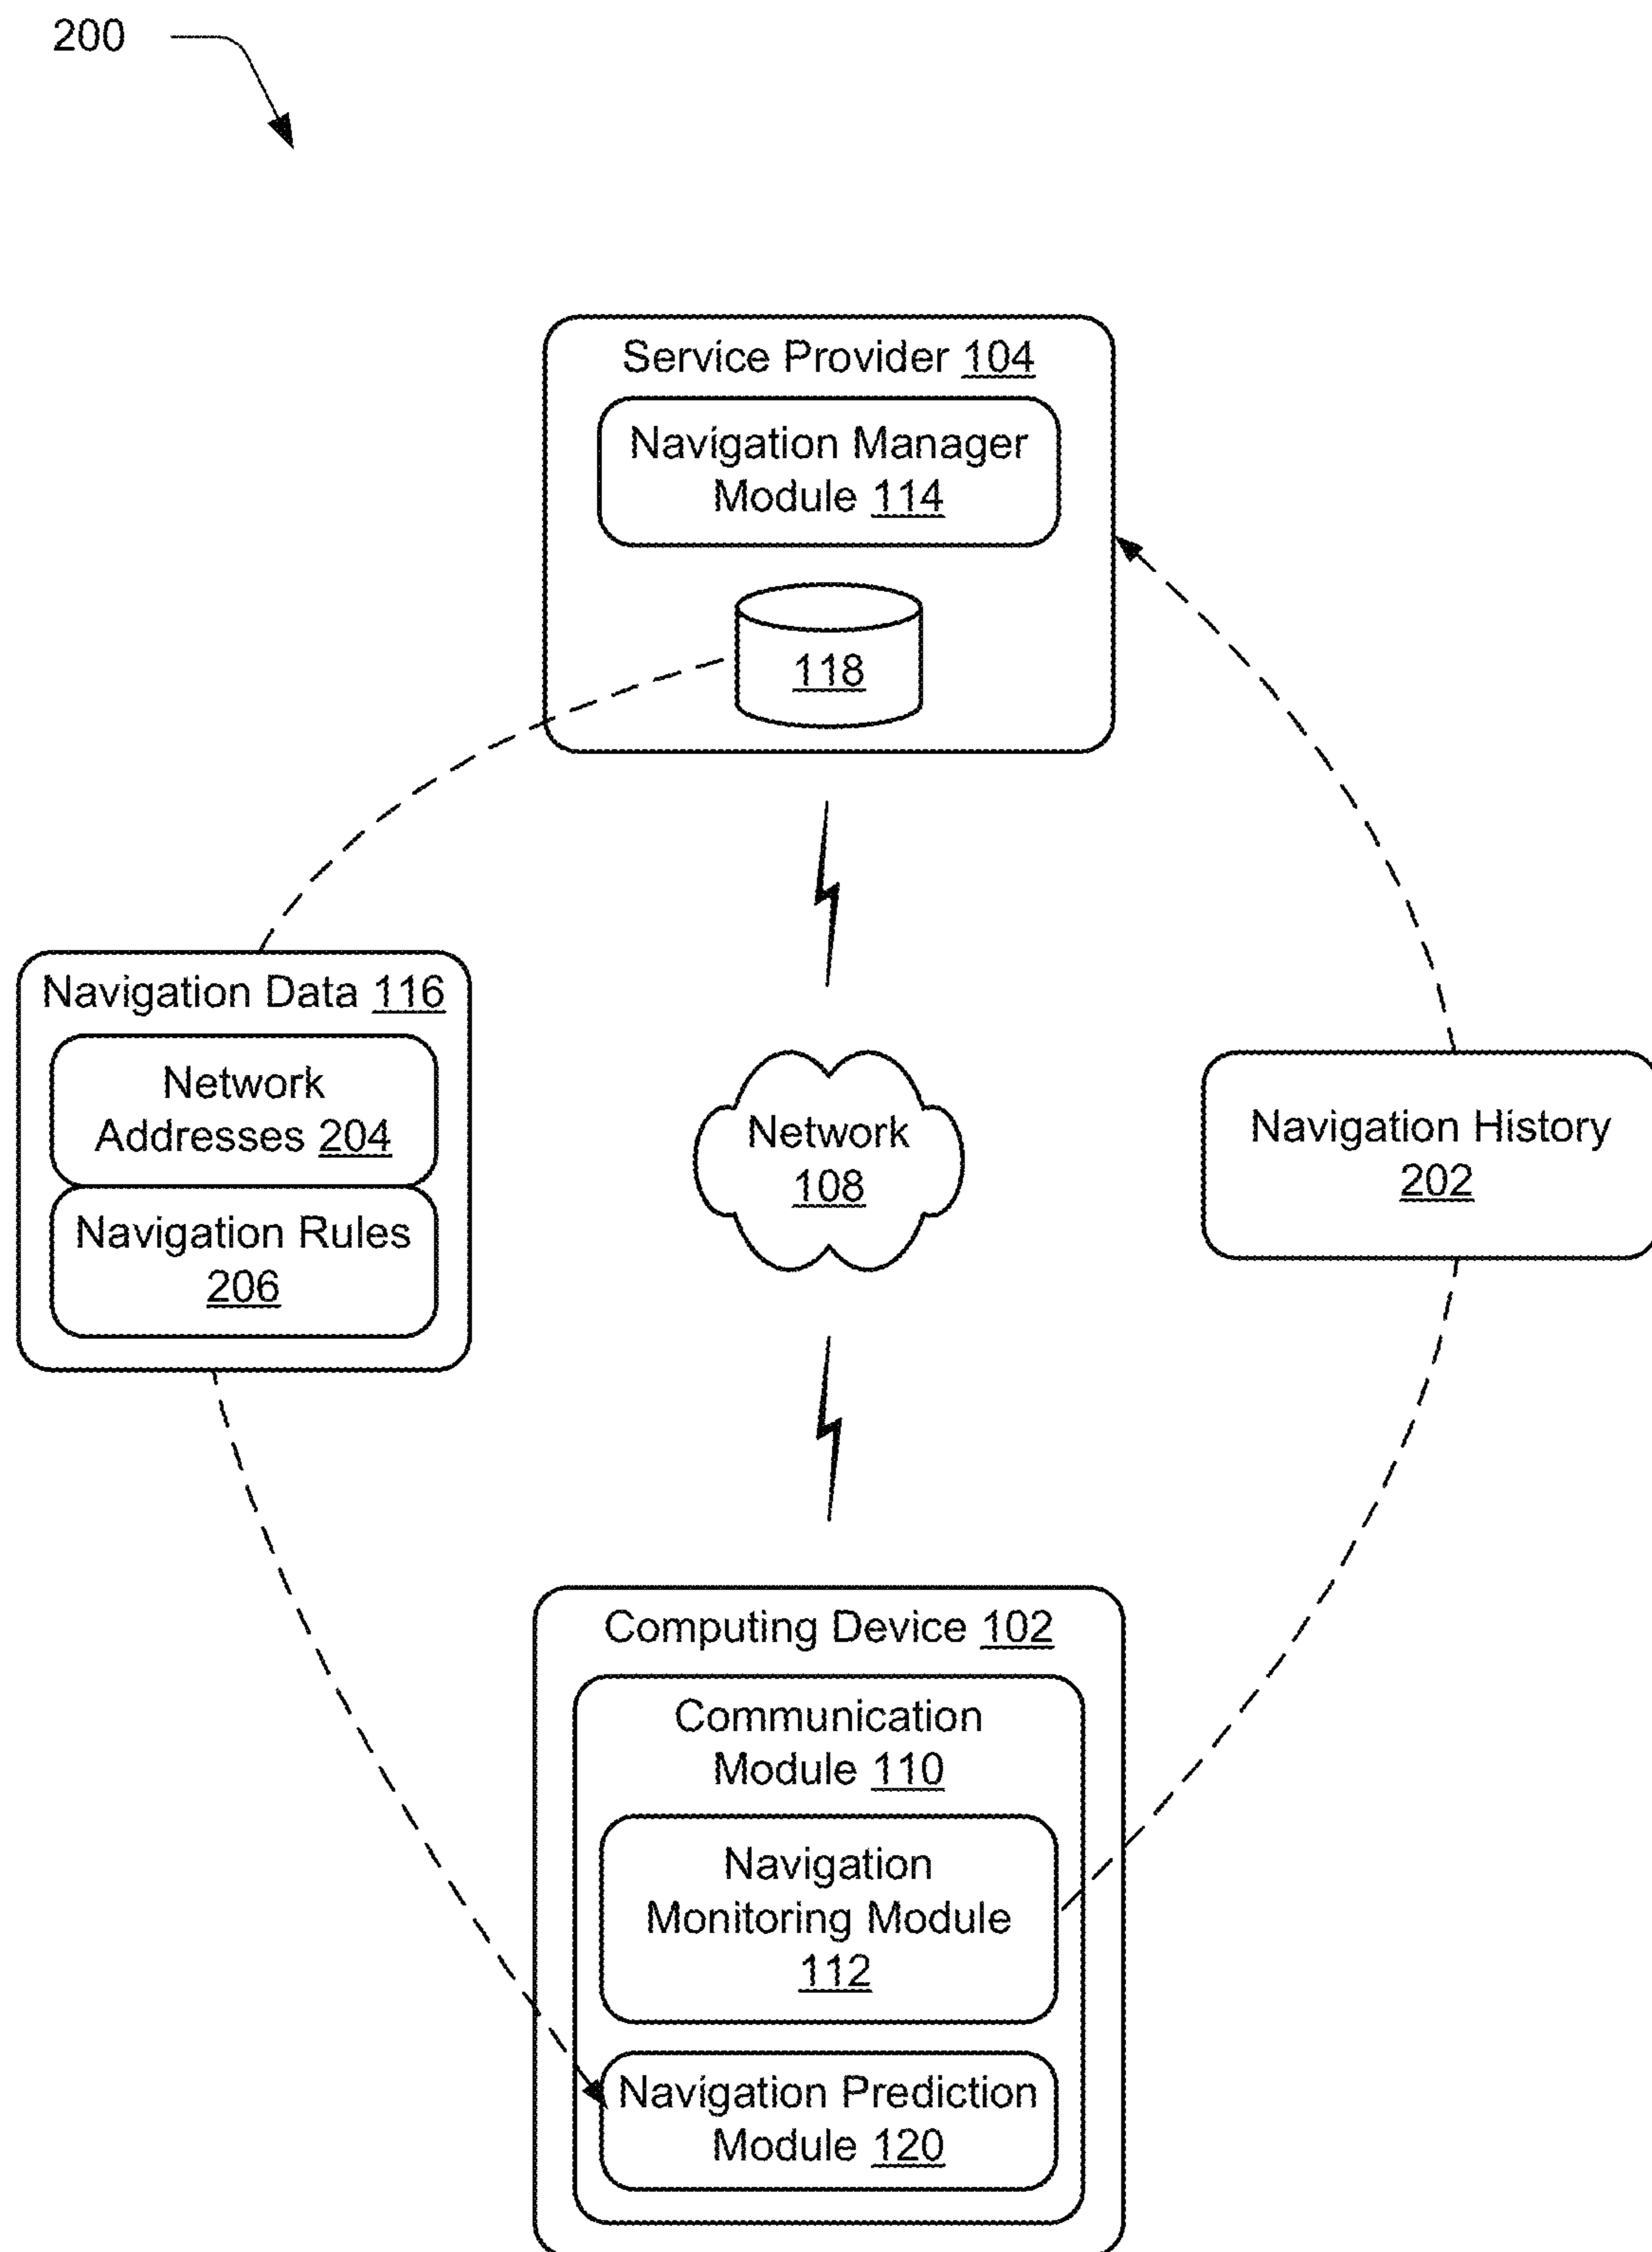 200
Service Provider 104
Navigation Manager
Module 114
118
Navigation Data 116
Network
Addresses 204
Navigation Rules
206
Network
108
Navigation History
202
Computing Device 102
Communication
Module 110
Navigation
Monitoring Module
112
Navigation Prediction
Module 120